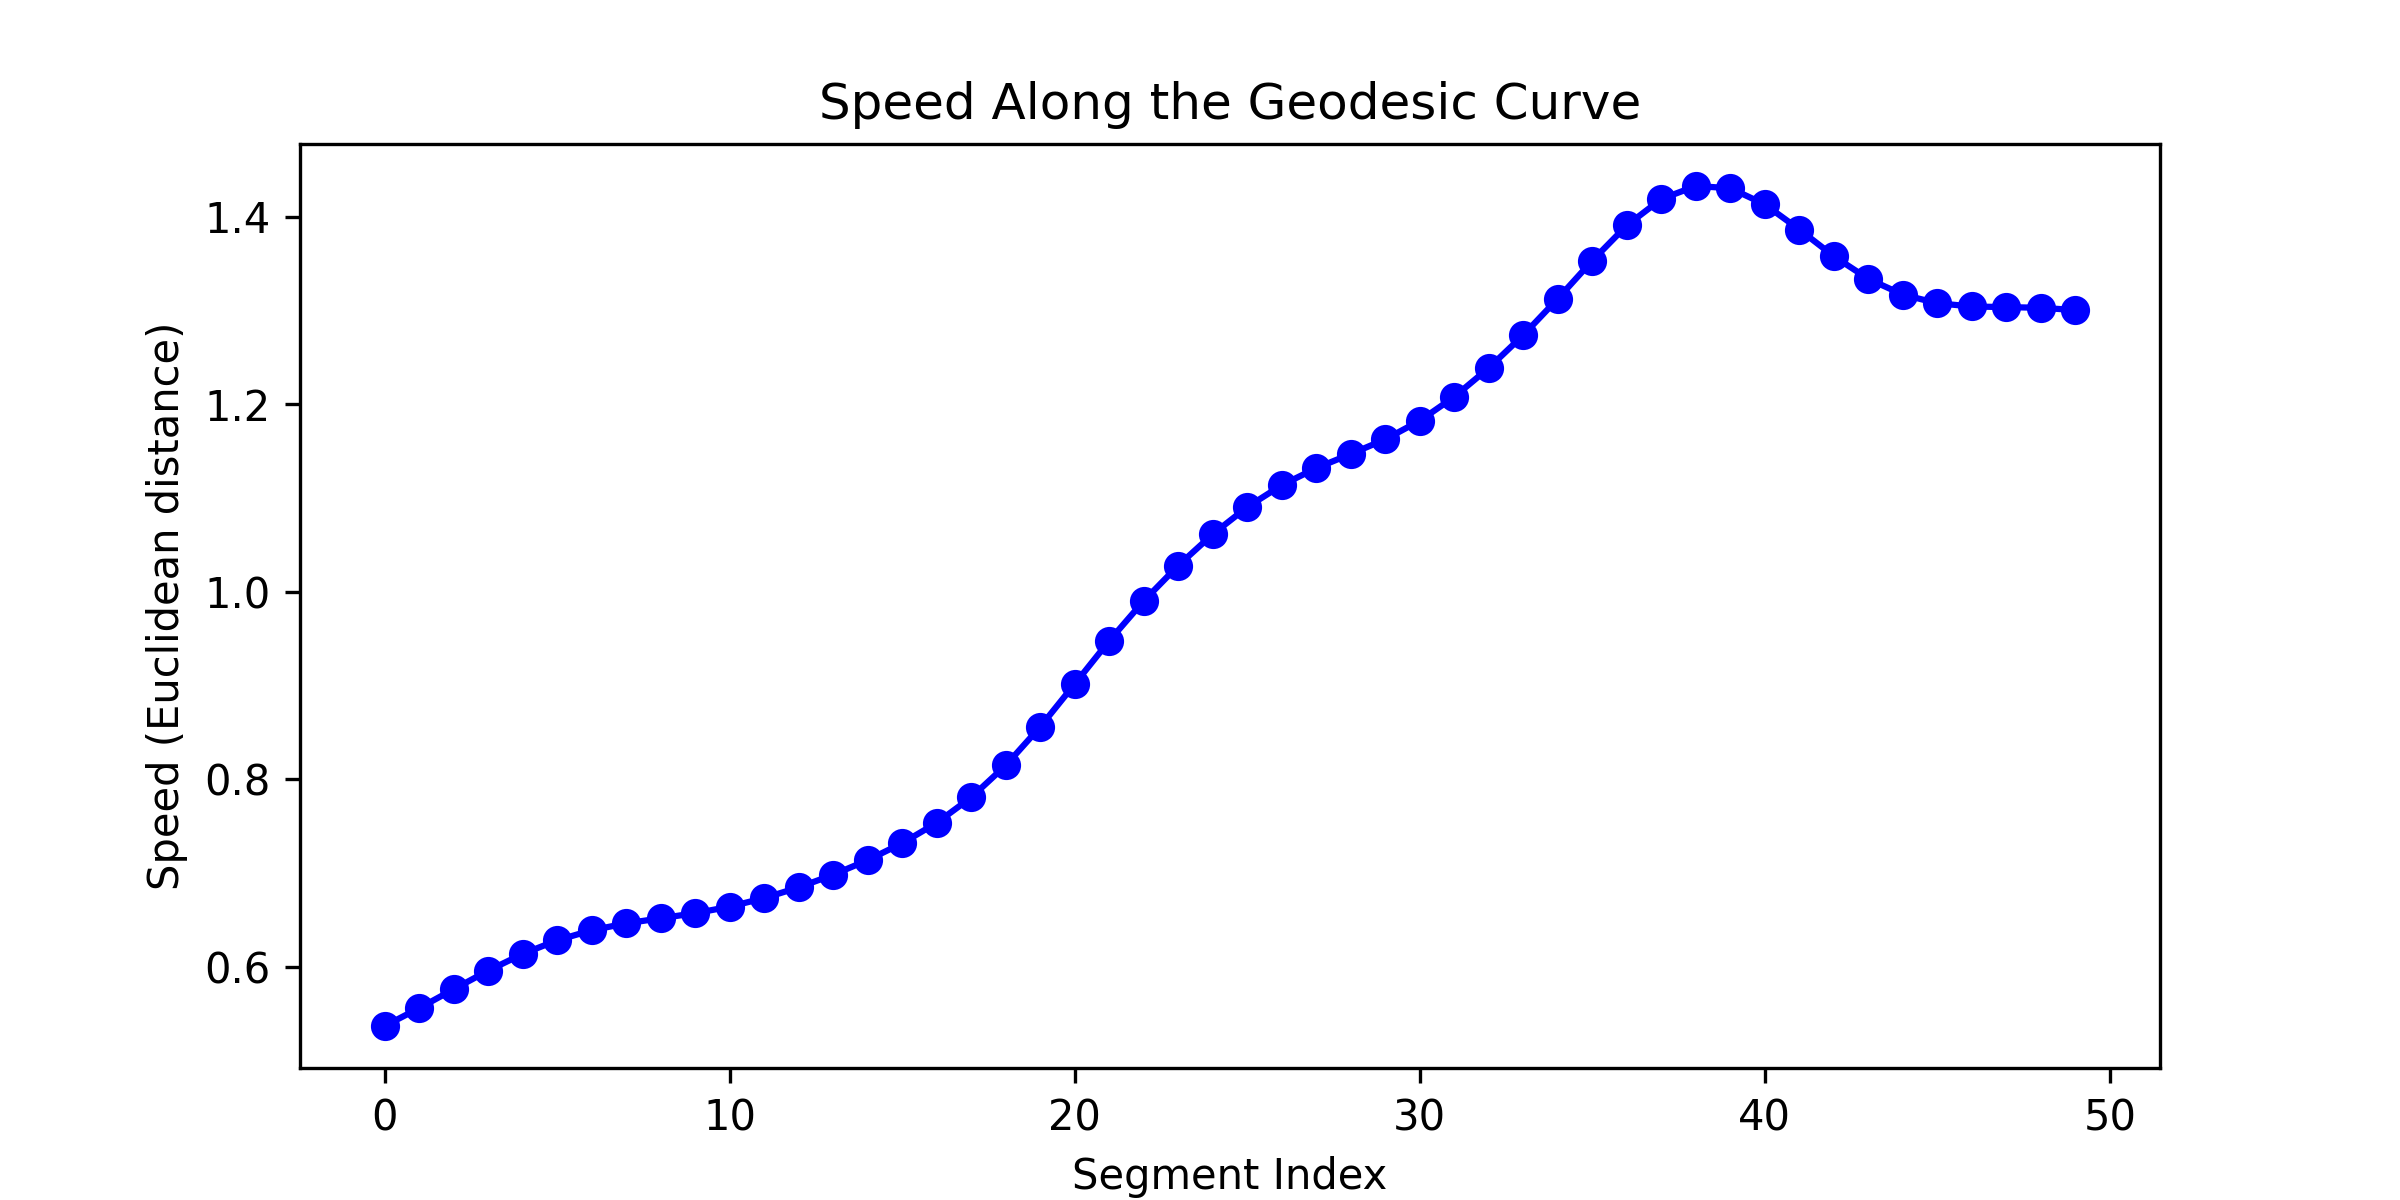 Speed Along the Geodesic Curve
Speed (Euclidean distance)
1.4
1.2
1.0
0.8
0.6
0 10 20 30 40 50
Segment Index